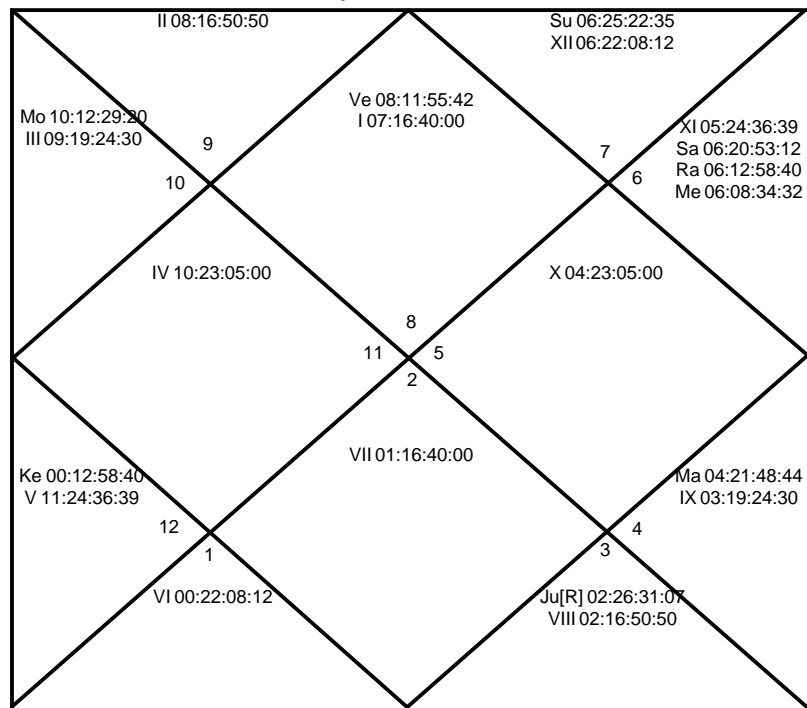 II 08:16:50:50
Su 06:25:22:35
XII 06:22:08:12
Ve 08:11:55:42
I 07:16:40:00
Mo 10:12:29:20
III 09:19:24:30
9
10
7
6
XI 05:24:36:39
Sa 06:20:53:12
Ra 06:12:58:40
Me 06:08:34:32
IV 10:23:05:00
X 04:23:05:00
8
11
5
2
VII 01:16:40:00
Ke 00:12:58:40
V 11:24:36:39
Ma 04:21:48:44
IX 03:19:24:30
12
1
4
3
VI 00:22:08:12
Ju[R] 02:26:31:07
VIII 02:16:50:50